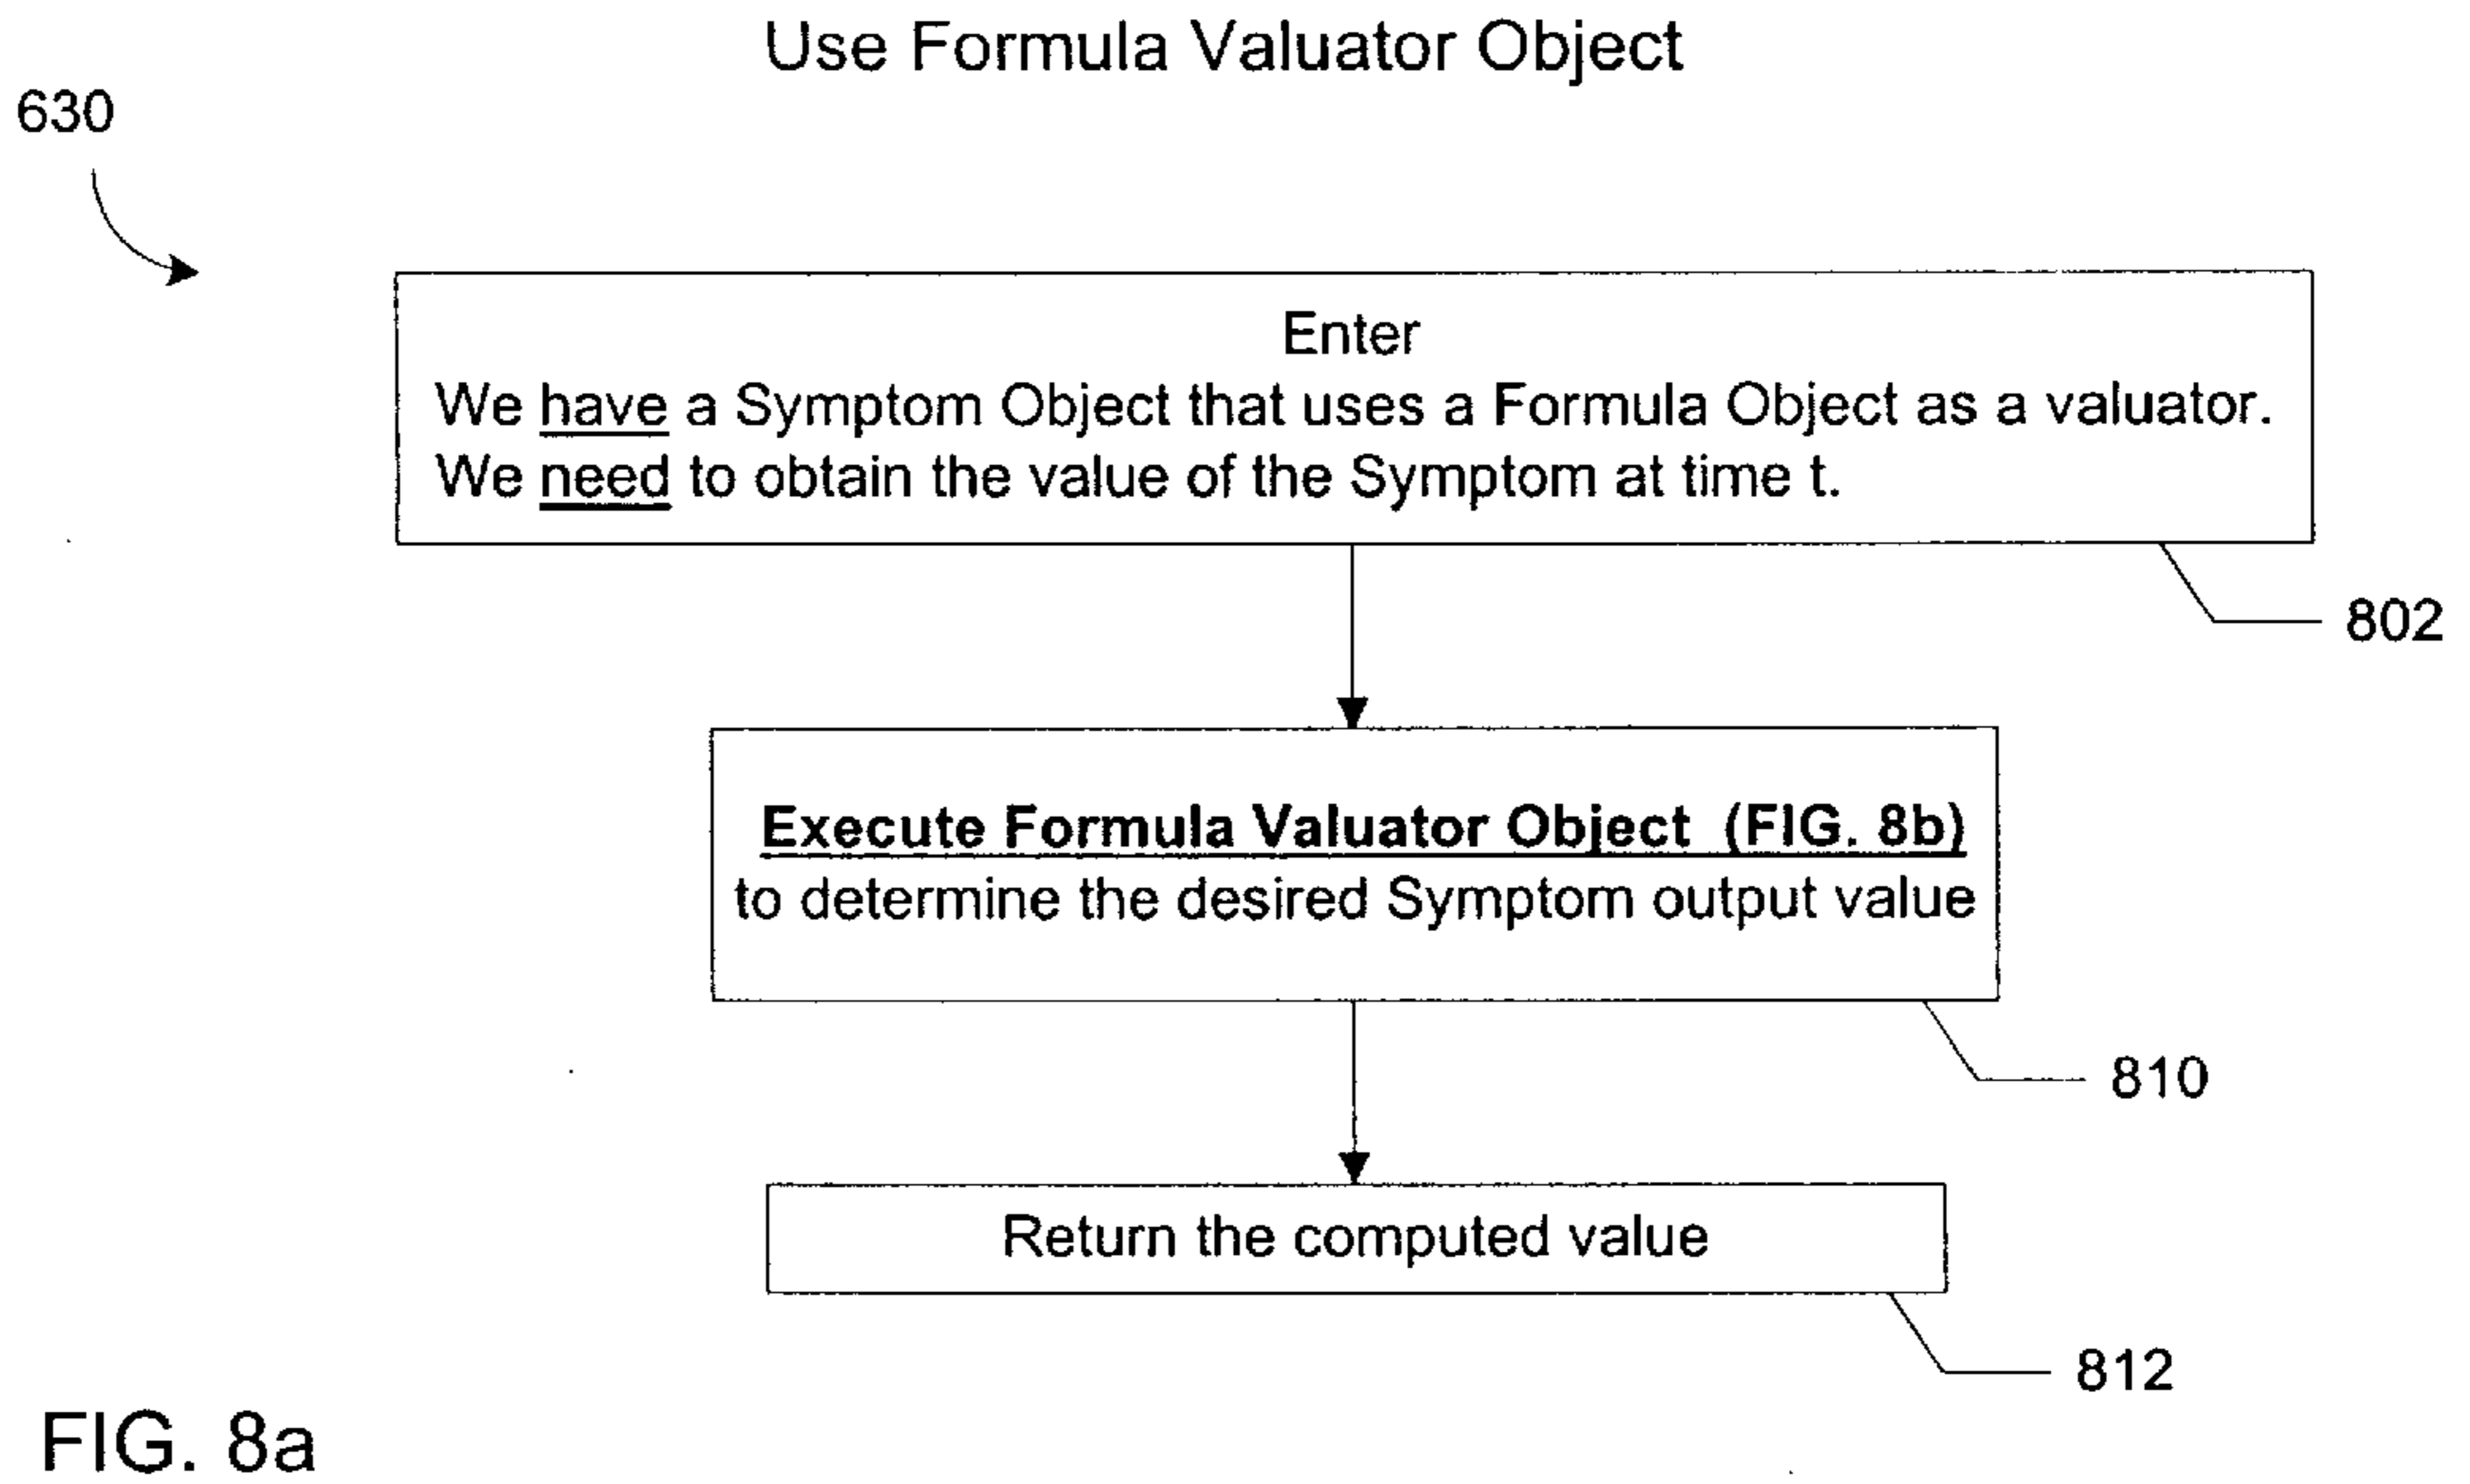 Use Formula Valuator Object
630
Enter
We have a Symptom Object that uses a Formula Object as a valuator.
We need to obtain the value of the Symptom at time t.
802
Execute Formula Valuator Object (FIG. 8b)
to determine the desired Symptom output value
810
Return the computed value
812
FIG. 8a